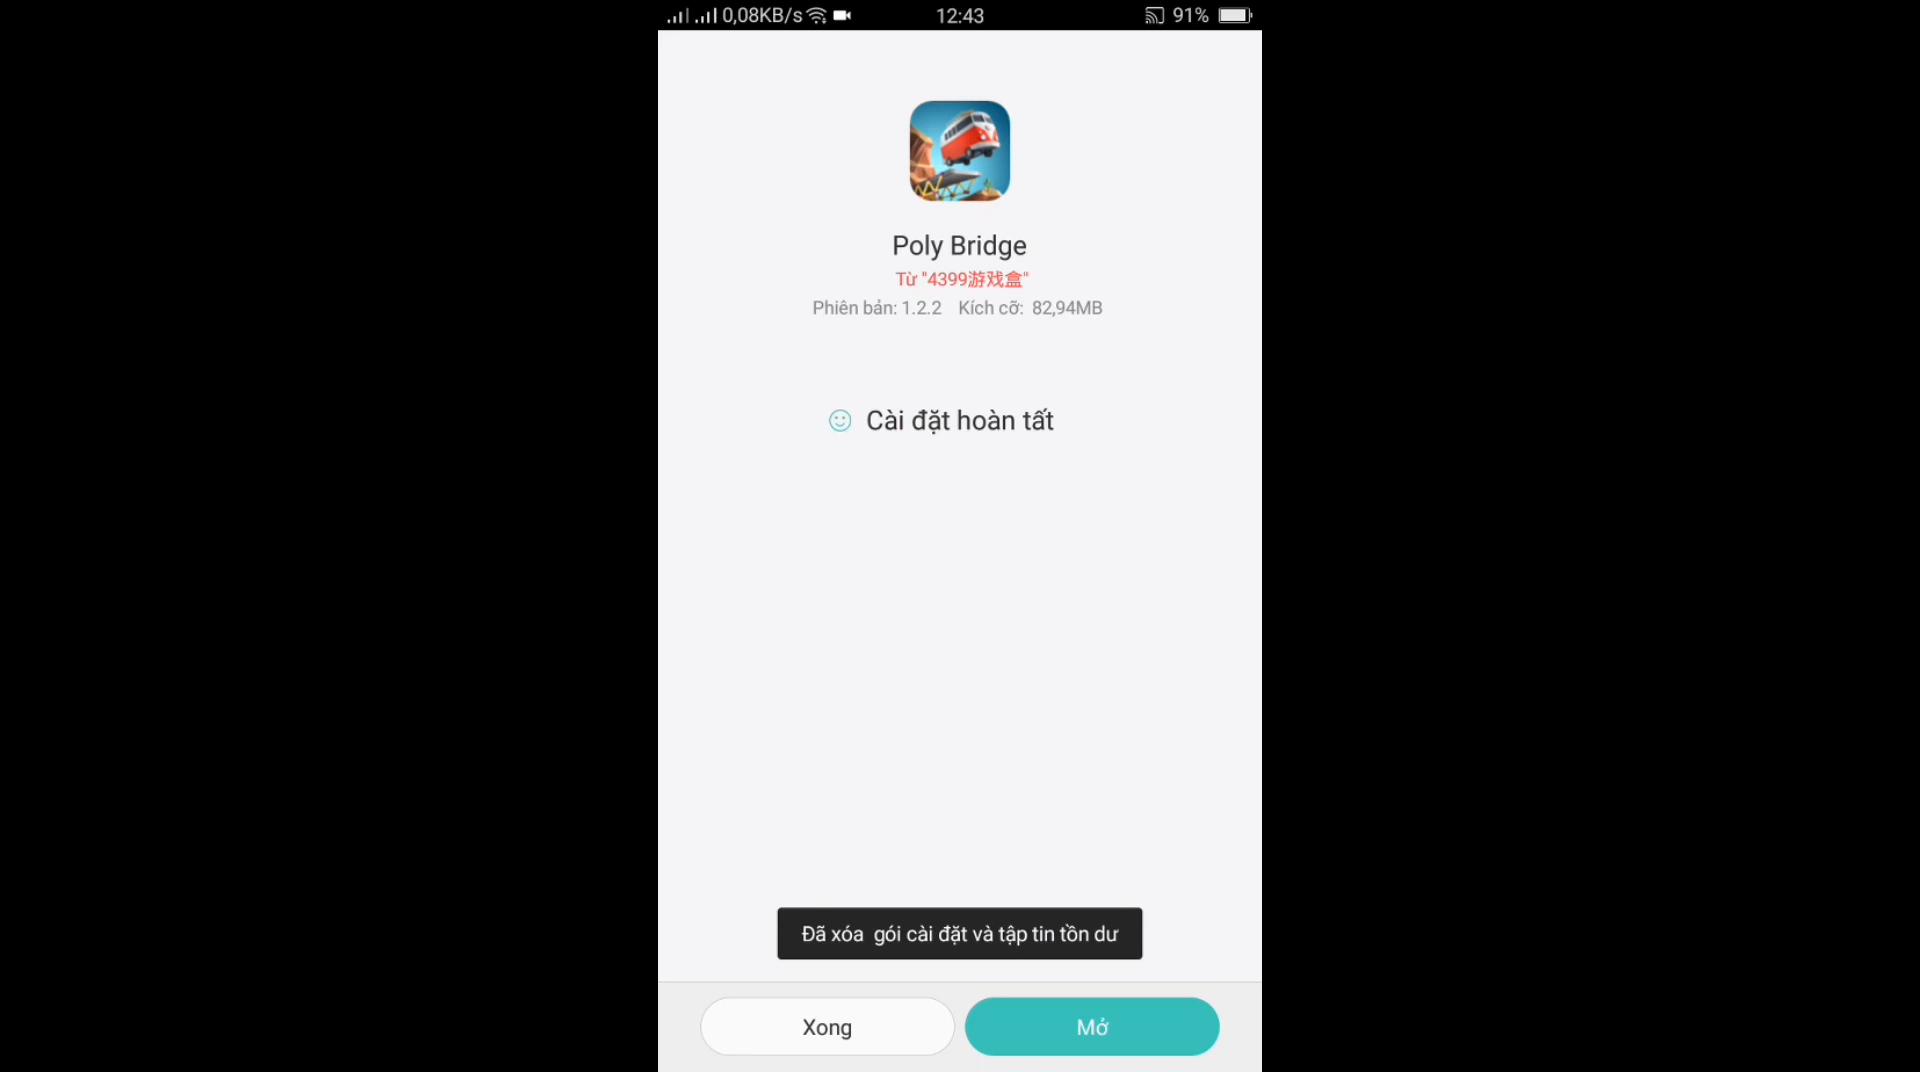 0,08KB/s 12:43 91%
Poly Bridge
Từ "4399游戏盒"
Phiên bản: 1.2.2 Kích cỡ: 82,94MB
Cài đặt hoàn tất
Đã xóa gói cài đặt và tập tin tồn dư
Xong Mở